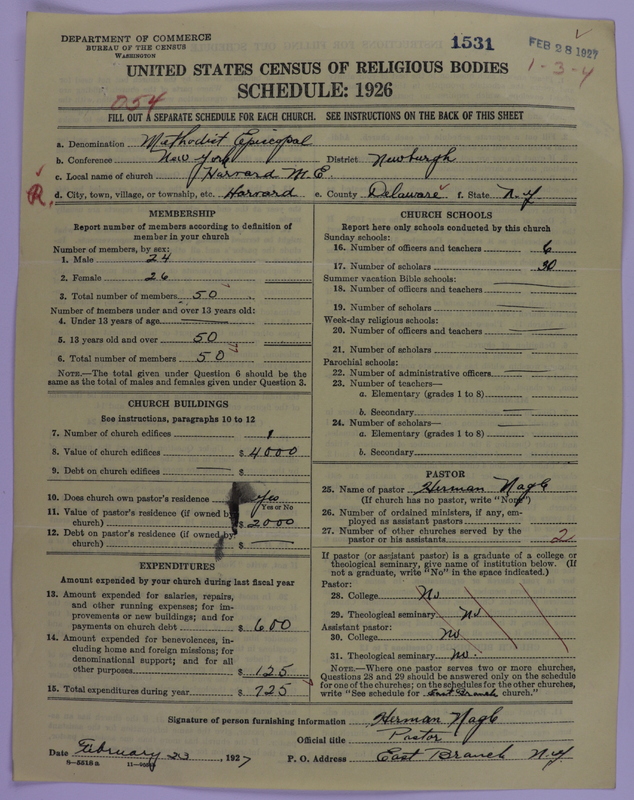 DEPARTMENT OF COMMERCE
BUREAU OF THE CENSUS
WASHINGTON
1531
FEB 28 1927
1-3-4
UNITED STATES CENSUS OF RELIGIOUS BODIES
SCHEDULE: 1926
054
FILL OUT A SEPARATE SCHEDULE FOR EACH CHURCH. SEE INSTRUCTIONS ON THE BACK OF THIS SHEET
a. Denomination Methodist Episcopal
b. Conference New York District Newburgh
c. Local name of church Harvard M.E.
R. d. City, town, village, or township, etc. Harvard e. County Delaware f. State N.Y.
MEMBERSHIP
Report number of members according to definition of
member in your church
Number of members, by sex:
1. Male 24
2. Female 26
3. Total number of members 50
Number of members under and over 13 years old:
4. Under 13 years of age
5. 13 years old and over 50
6. Total number of members 50
NOTE.—The total given under Question 6 should be the
same as the total of males and females given under Question 3.
CHURCH BUILDINGS
See instructions, paragraphs 10 to 12
7. Number of church edifices 1
8. Value of church edifices $ 4000
9. Debt on church edifices $
10. Does church own pastor's residence Yes
Yes or No
11. Value of pastor's residence (if owned by
church) $ 2000
12. Debt on pastor's residence (if owned by
church) $
EXPENDITURES
Amount expended by your church during last fiscal year
13. Amount expended for salaries, repairs,
and other running expenses; for im-
provements or new buildings; and for
payments on church debt $ 600
14. Amount expended for benevolences, in-
cluding home and foreign missions; for
denominational support; and for all
other purposes $ 125
15. Total expenditures during year $ 725
CHURCH SCHOOLS
Report here only schools conducted by this church
Sunday schools:
16. Number of officers and teachers 6
17. Number of scholars 30
Summer vacation Bible schools:
18. Number of officers and teachers
19. Number of scholars
Week-day religious schools:
20. Number of officers and teachers
21. Number of scholars
Parochial schools:
22. Number of administrative officers
23. Number of teachers—
a. Elementary (grades 1 to 8)
b. Secondary
24. Number of scholars—
a. Elementary (grades 1 to 8)
b. Secondary
PASTOR
25. Name of pastor Herman Nagle
(If church has no pastor, write "None")
26. Number of ordained ministers, if any, em-
ployed as assistant pastors
27. Number of other churches served by the
pastor or his assistants 2
If pastor (or assistant pastor) is a graduate of a college or
theological seminary, give name of institution below. (If
not a graduate, write "No" in the space indicated.)
Pastor:
28. College No
29. Theological seminary No
Assistant pastor:
30. College No
31. Theological seminary No.
NOTE.—Where one pastor serves two or more churches,
Questions 28 and 29 should be answered only on the schedule
for one of the churches; on the schedules for the other churches,
write "See schedule for East Branch church."
Signature of person furnishing information Herman Nagle
Official title Pastor
Date February 23, 1927 P. O. Address East Branch N.Y.